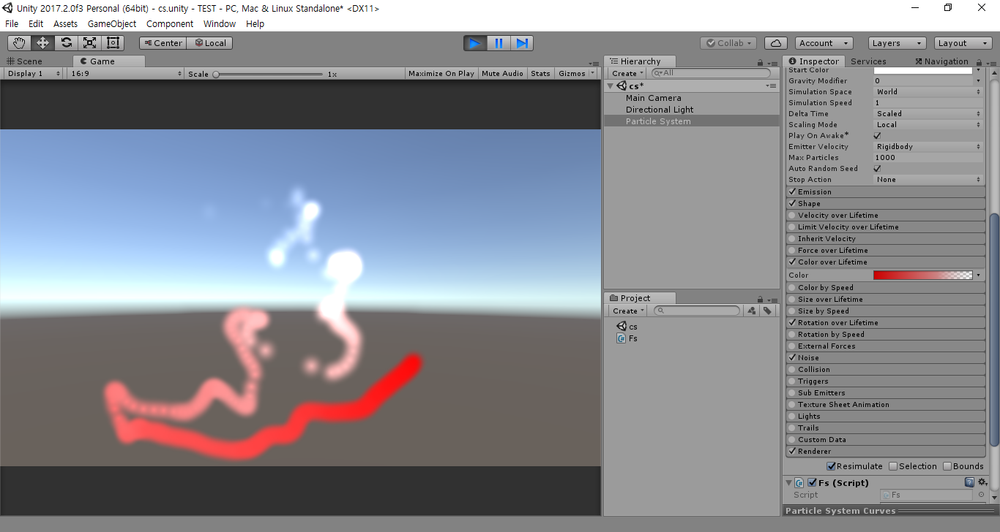 Unity 2017.2.0f3 Personal (64bit) - cs.unity - TEST - PC, Mac & Linux Standalone* <DX11>
File Edit Assets GameObject Component Window Help
Center Local Collab Account Layers Layout
Scene Game
Display 1 16:9 Scale 1x Maximize On Play Mute Audio Stats Gizmos
Hierarchy
Create All
cs*
Main Camera
Directional Light
Particle System
Project
Create
cs
Fs
Inspector Services Navigation
Start Color
Gravity Modifier 0
Simulation Space World
Simulation Speed 1
Delta Time Scaled
Scaling Mode Local
Play On Awake*
Emitter Velocity Rigidbody
Max Particles 1000
Auto Random Seed
Stop Action None
Emission
Shape
Velocity over Lifetime
Limit Velocity over Lifetime
Inherit Velocity
Force over Lifetime
Color over Lifetime
Color
Color by Speed
Size over Lifetime
Size by Speed
Rotation over Lifetime
Rotation by Speed
External Forces
Noise
Collision
Triggers
Sub Emitters
Texture Sheet Animation
Lights
Trails
Custom Data
Renderer
Resimulate Selection Bounds
Fs (Script)
Script Fs
Particle System Curves